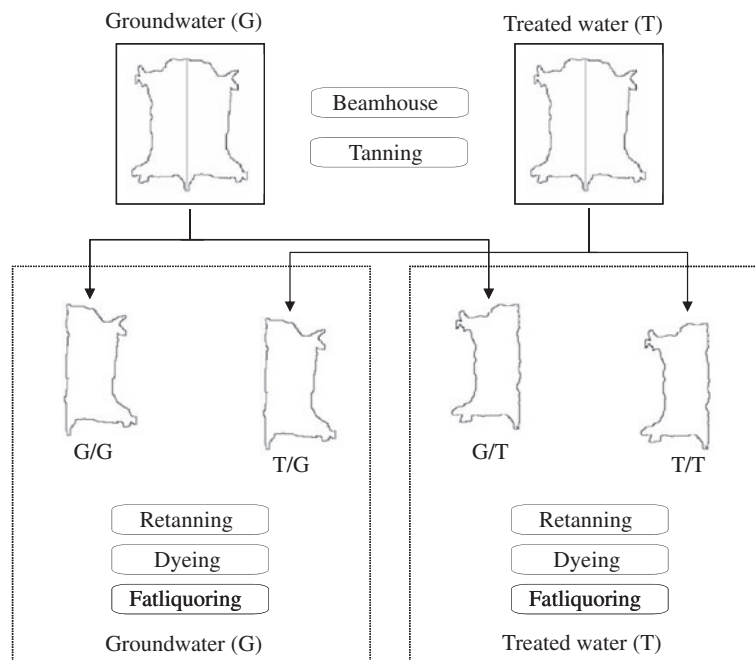 Groundwater (G)
Treated water (T)
Beamhouse
Tanning
G/G
T/G
G/T
T/T
Retanning
Dyeing
Fatliquoring
Groundwater (G)
Retanning
Dyeing
Fatliquoring
Treated water (T)